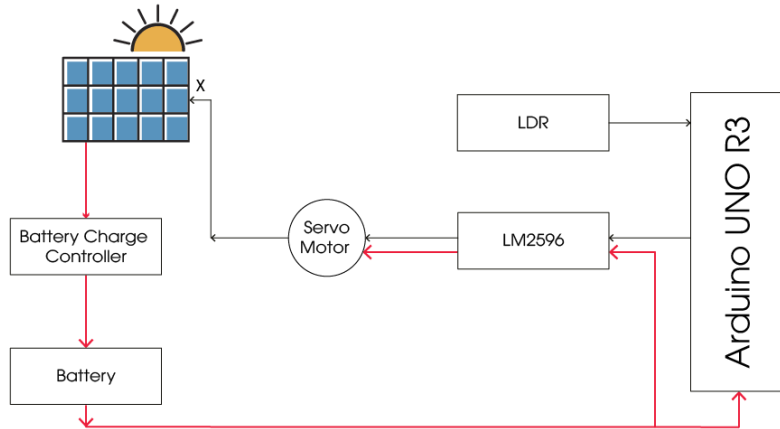 X
LDR
Arduino UNO R3
Servo
Motor
LM2596
Battery Charge
Controller
Battery